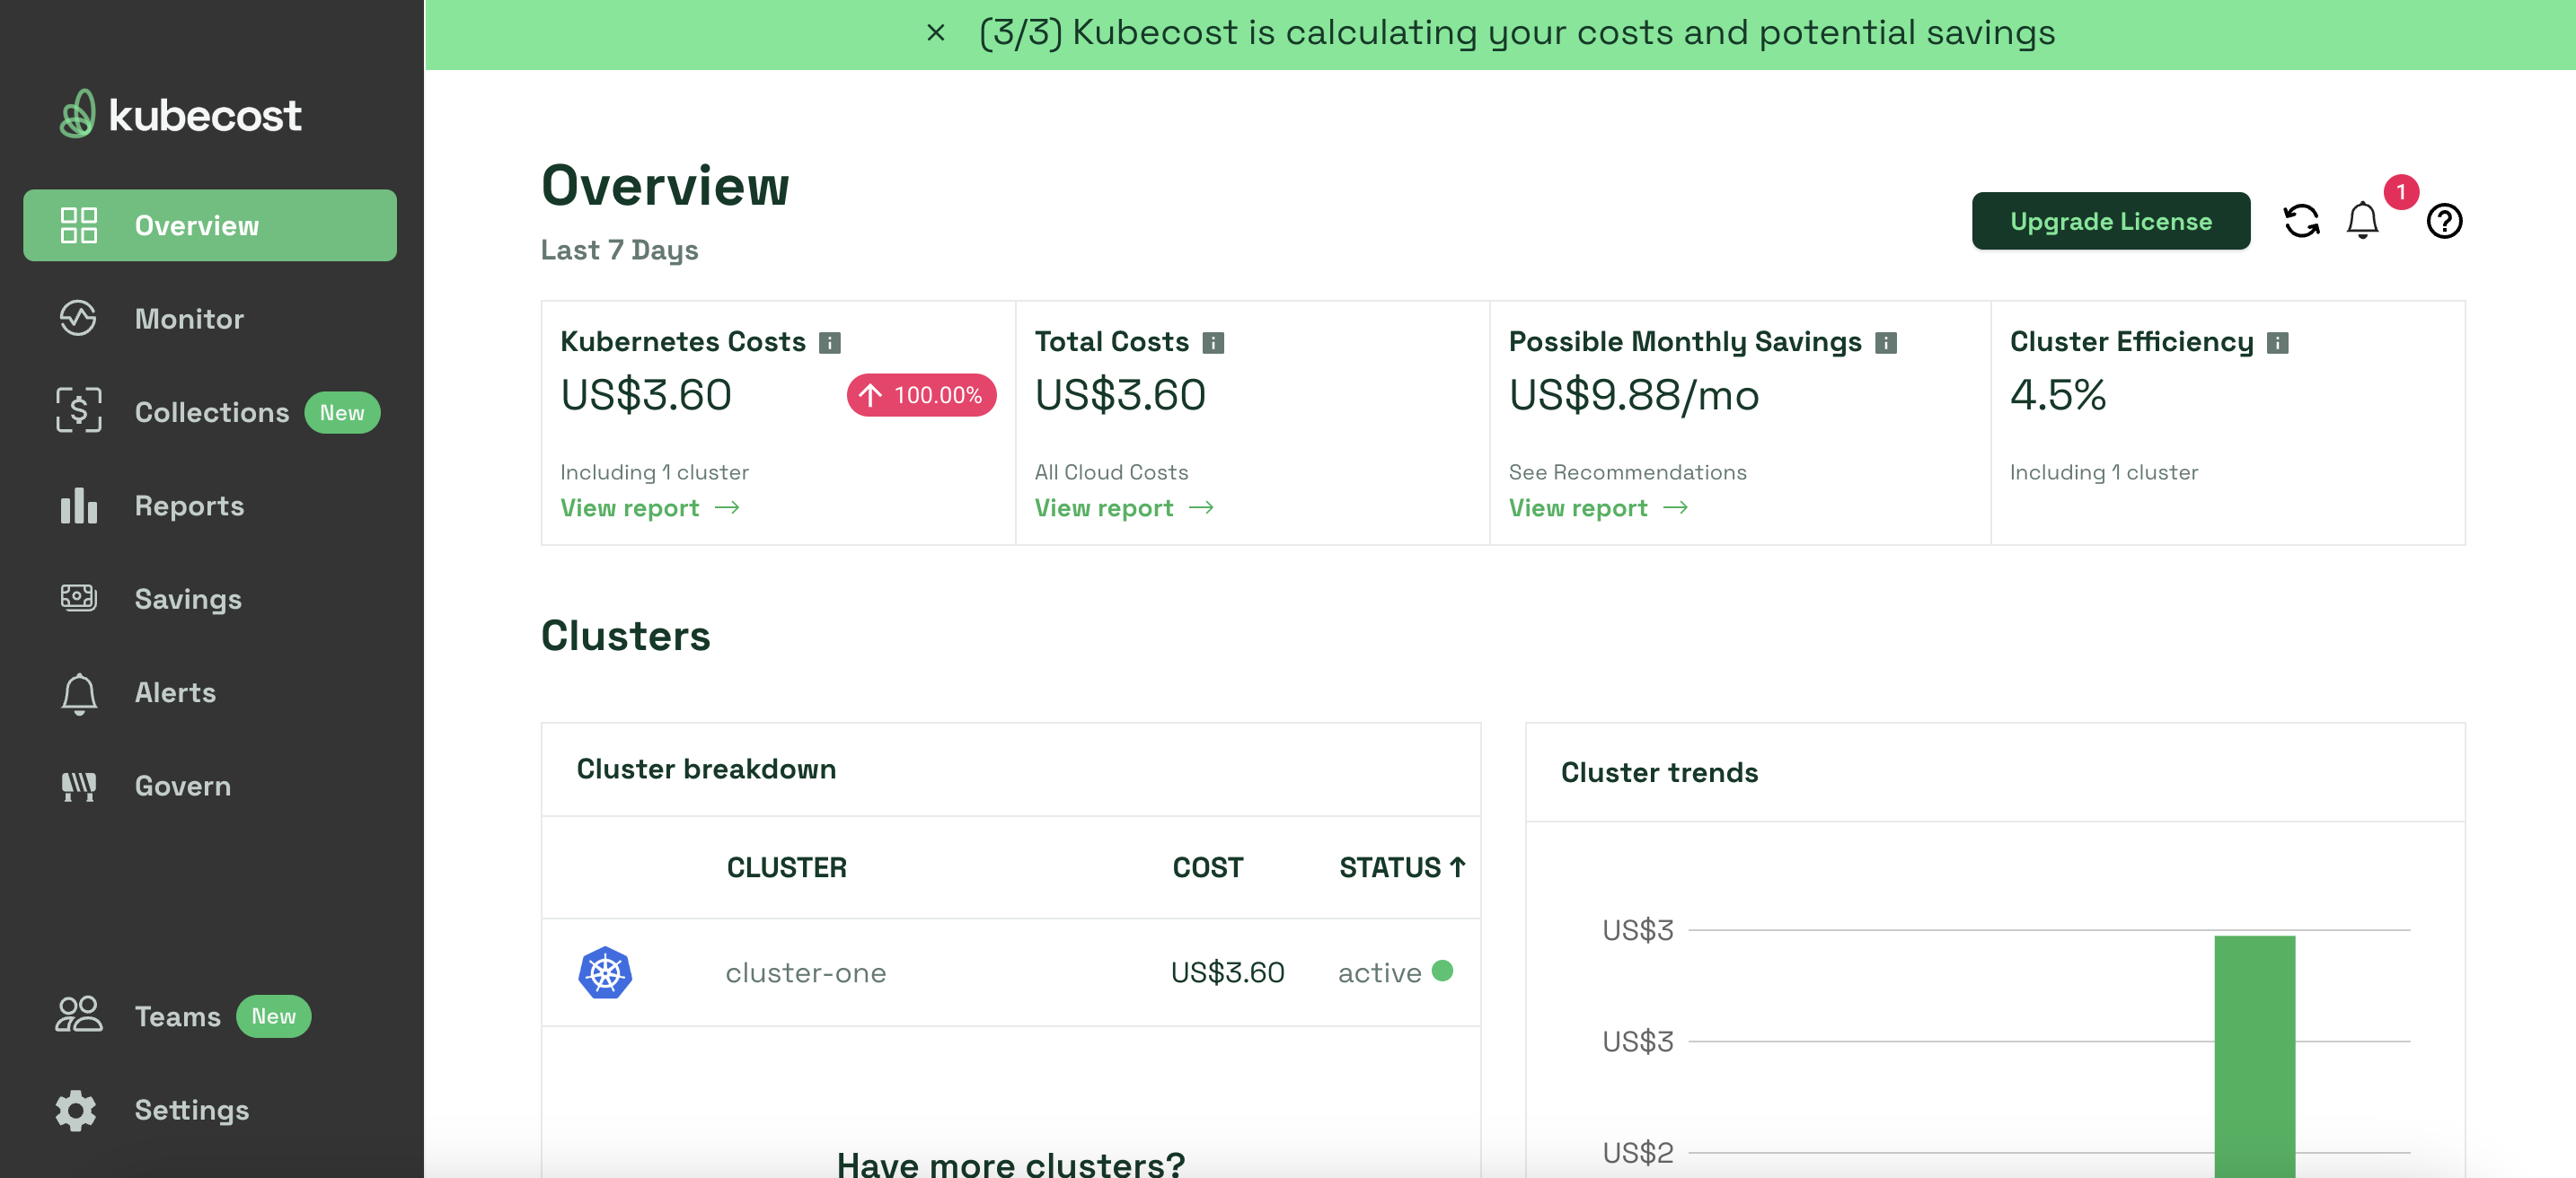 × (3/3) Kubecost is calculating your costs and potential savings
kubecost
Overview
Monitor
Collections New
Reports
Savings
Alerts
Govern
Teams New
Settings
Overview
Last 7 Days
Upgrade License
1
Kubernetes Costs
US$3.60
↑ 100.00%
Including 1 cluster
View report →
Total Costs
US$3.60
All Cloud Costs
View report →
Possible Monthly Savings
US$9.88/mo
See Recommendations
View report →
Cluster Efficiency
4.5%
Including 1 cluster
Clusters
Cluster breakdown
CLUSTER COST STATUS ↑
cluster-one US$3.60 active
Have more clusters?
Cluster trends
US$3
US$3
US$2